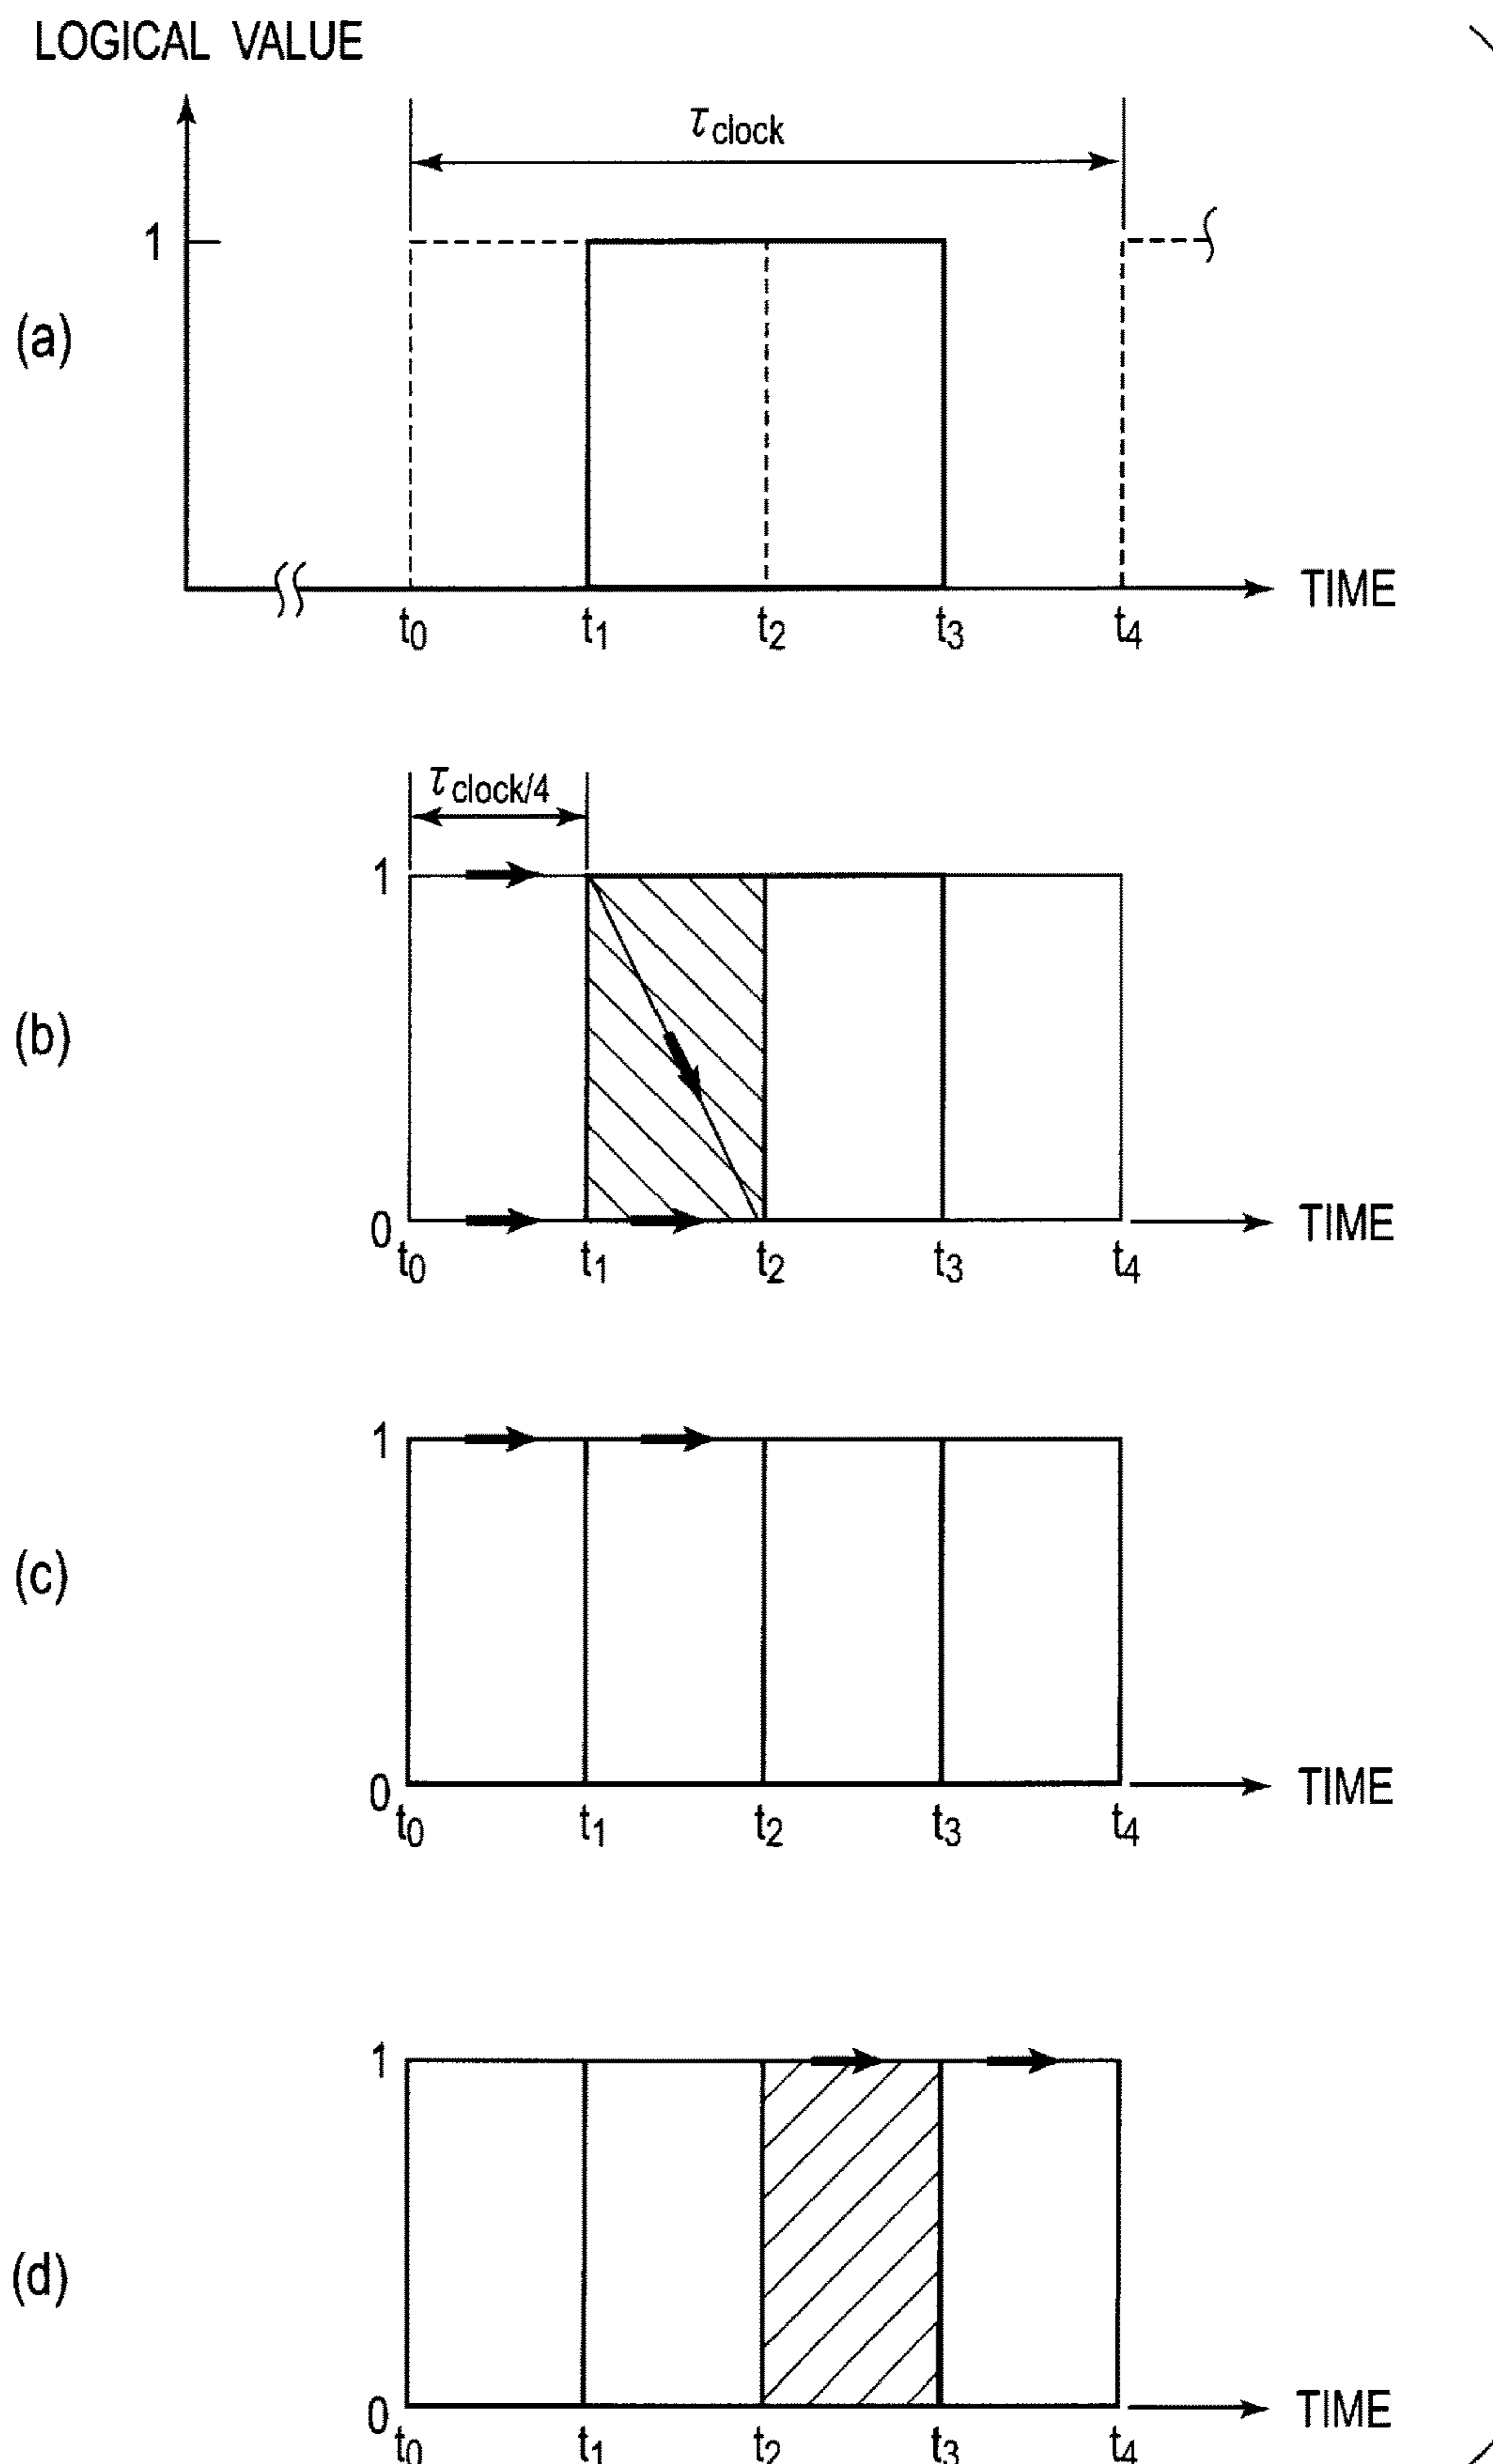 LOGICAL VALUE
τclock
1
(a)
TIME
t0 t1 t2 t3 t4
τclock/4
1
(b)
0
TIME
t0 t1 t2 t3 t4
1
(c)
0
TIME
t0 t1 t2 t3 t4
1
(d)
0
TIME
t0 t1 t2 t3 t4